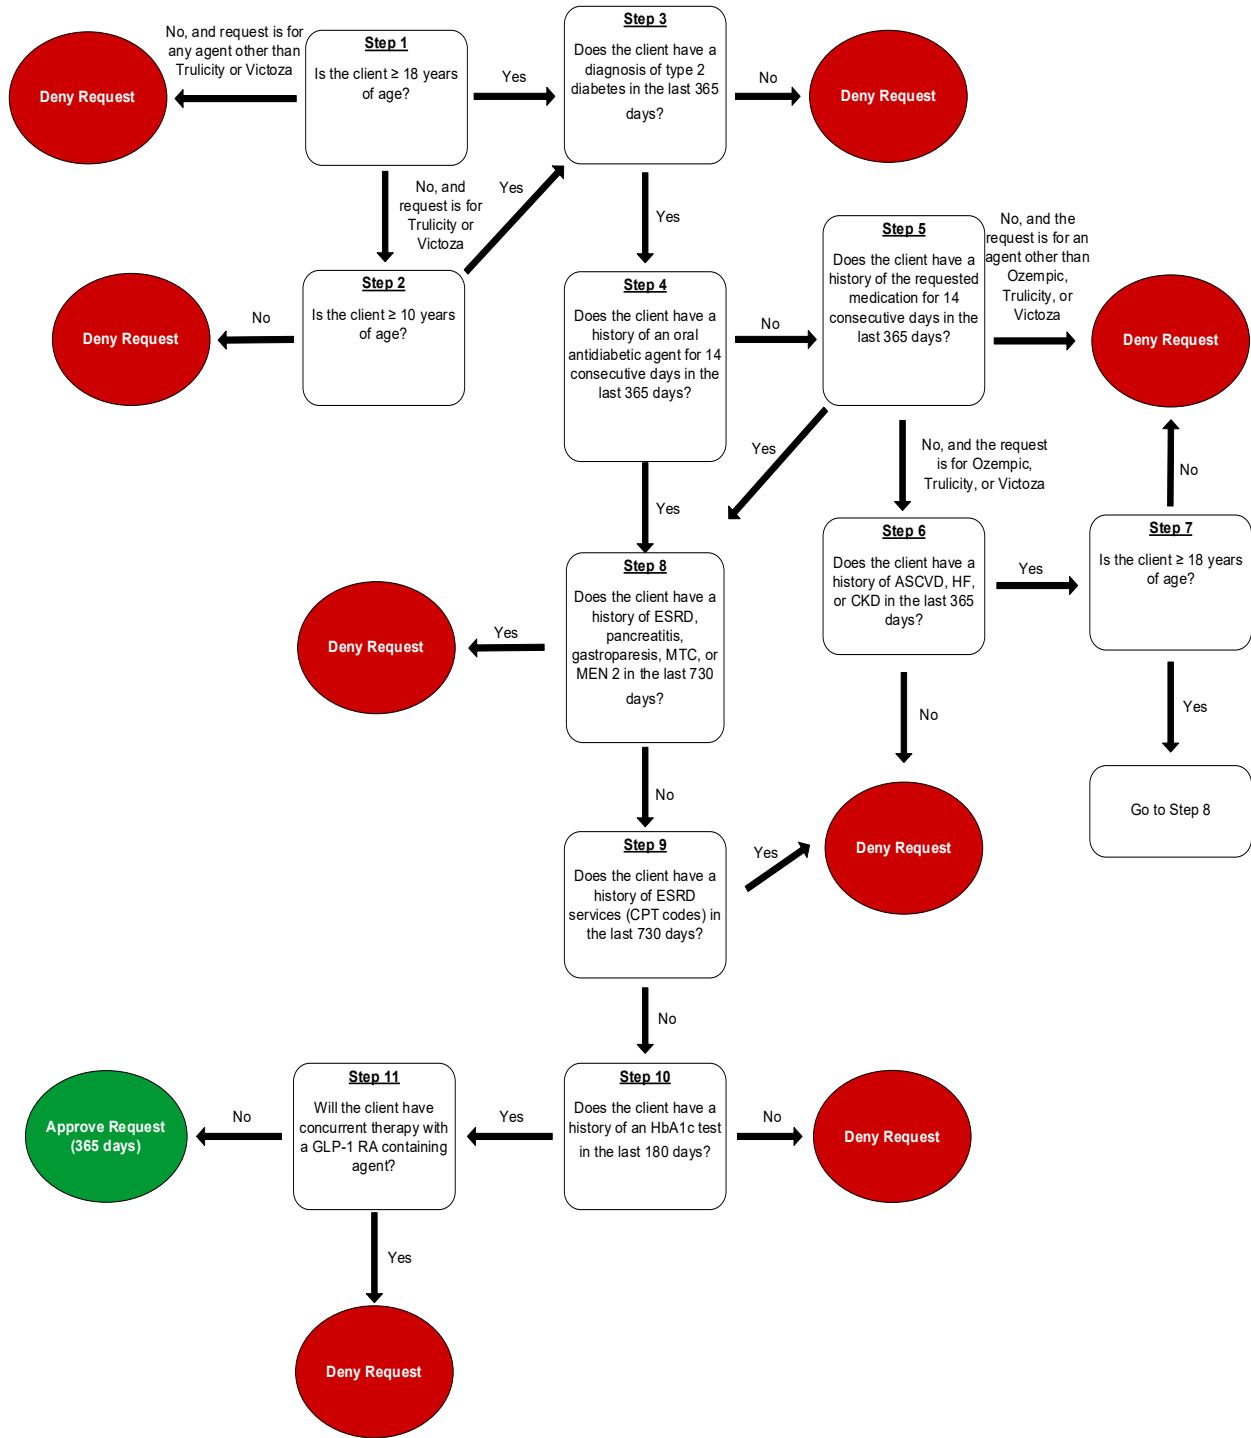 No, and request is for
any agent other than
Trulicity or Victoza
Deny Request
Step 1
Is the client ≥ 18 years
of age?
Yes
Step 3
Does the client have a
diagnosis of type 2
diabetes in the last 365
days?
No
Deny Request
No, and
request is for
Trulicity or
Victoza
Yes
Yes
Step 2
Is the client ≥ 10 years
of age?
No
Deny Request
Step 4
Does the client have a
history of an oral
antidiabetic agent for 14
consecutive days in the
last 365 days?
No
Step 5
Does the client have a
history of the requested
medication for 14
consecutive days in the
last 365 days?
No, and the
request is for an
agent other than
Ozempic,
Trulicity, or
Victoza
Deny Request
Yes
Yes
No, and the request
is for Ozempic,
Trulicity, or Victoza
Step 6
Does the client have a
history of ASCVD, HF,
or CKD in the last 365
days?
Yes
Step 7
Is the client ≥ 18 years
of age?
No
Yes
Go to Step 8
No
Deny Request
Step 8
Does the client have a
history of ESRD,
pancreatitis,
gastroparesis, MTC, or
MEN 2 in the last 730
days?
Yes
Deny Request
No
Step 9
Does the client have a
history of ESRD
services (CPT codes) in
the last 730 days?
Yes
No
Step 10
Does the client have a
history of an HbA1c test
in the last 180 days?
No
Deny Request
Yes
Step 11
Will the client have
concurrent therapy with
a GLP-1 RA containing
agent?
No
Approve Request
(365 days)
Yes
Deny Request